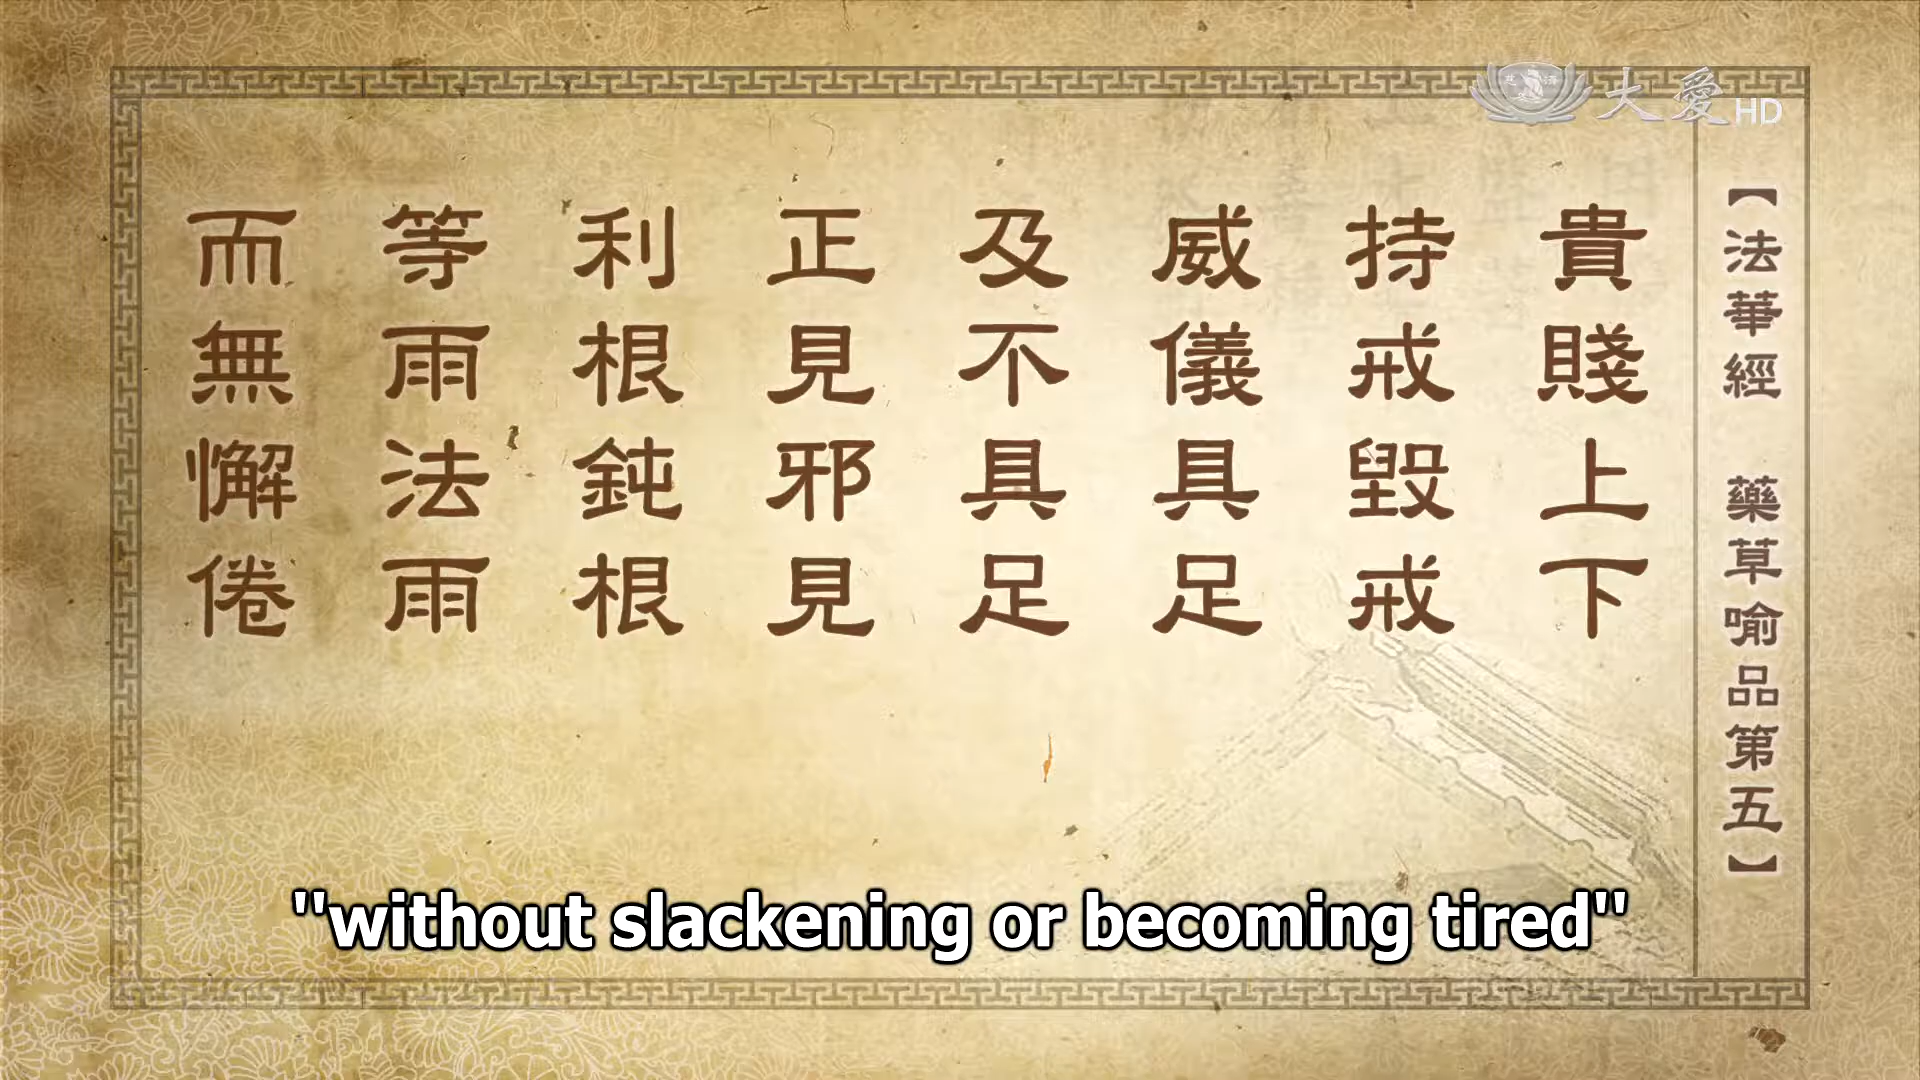 大愛HD
【法華經 藥草喻品第五】
貴賤上下
持戒毀戒
威儀具足
及不具足
正見邪見
利根鈍根
等雨法雨
而無懈倦
"without slackening or becoming tired"